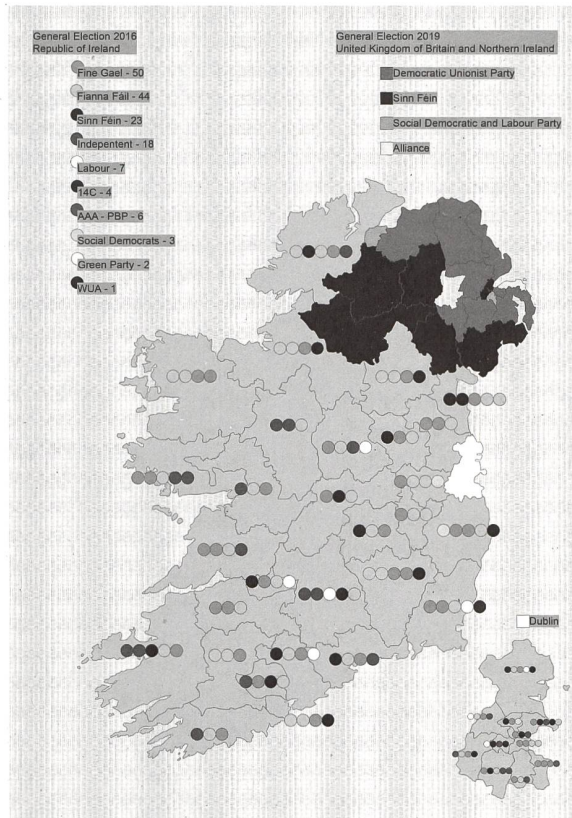 General Election 2016
Republic of Ireland
Fine Gael - 50
Fianna Fáil - 44
Sinn Féin - 23
Indepentent - 18
Labour - 7
14C - 4
AAA - PBP - 6
Social Democrats - 3
Green Party - 2
WUA - 1
General Election 2019
United Kingdom of Britain and Northern Ireland
Democratic Unionist Party
Sinn Féin
Social Democratic and Labour Party
Alliance
Dublin